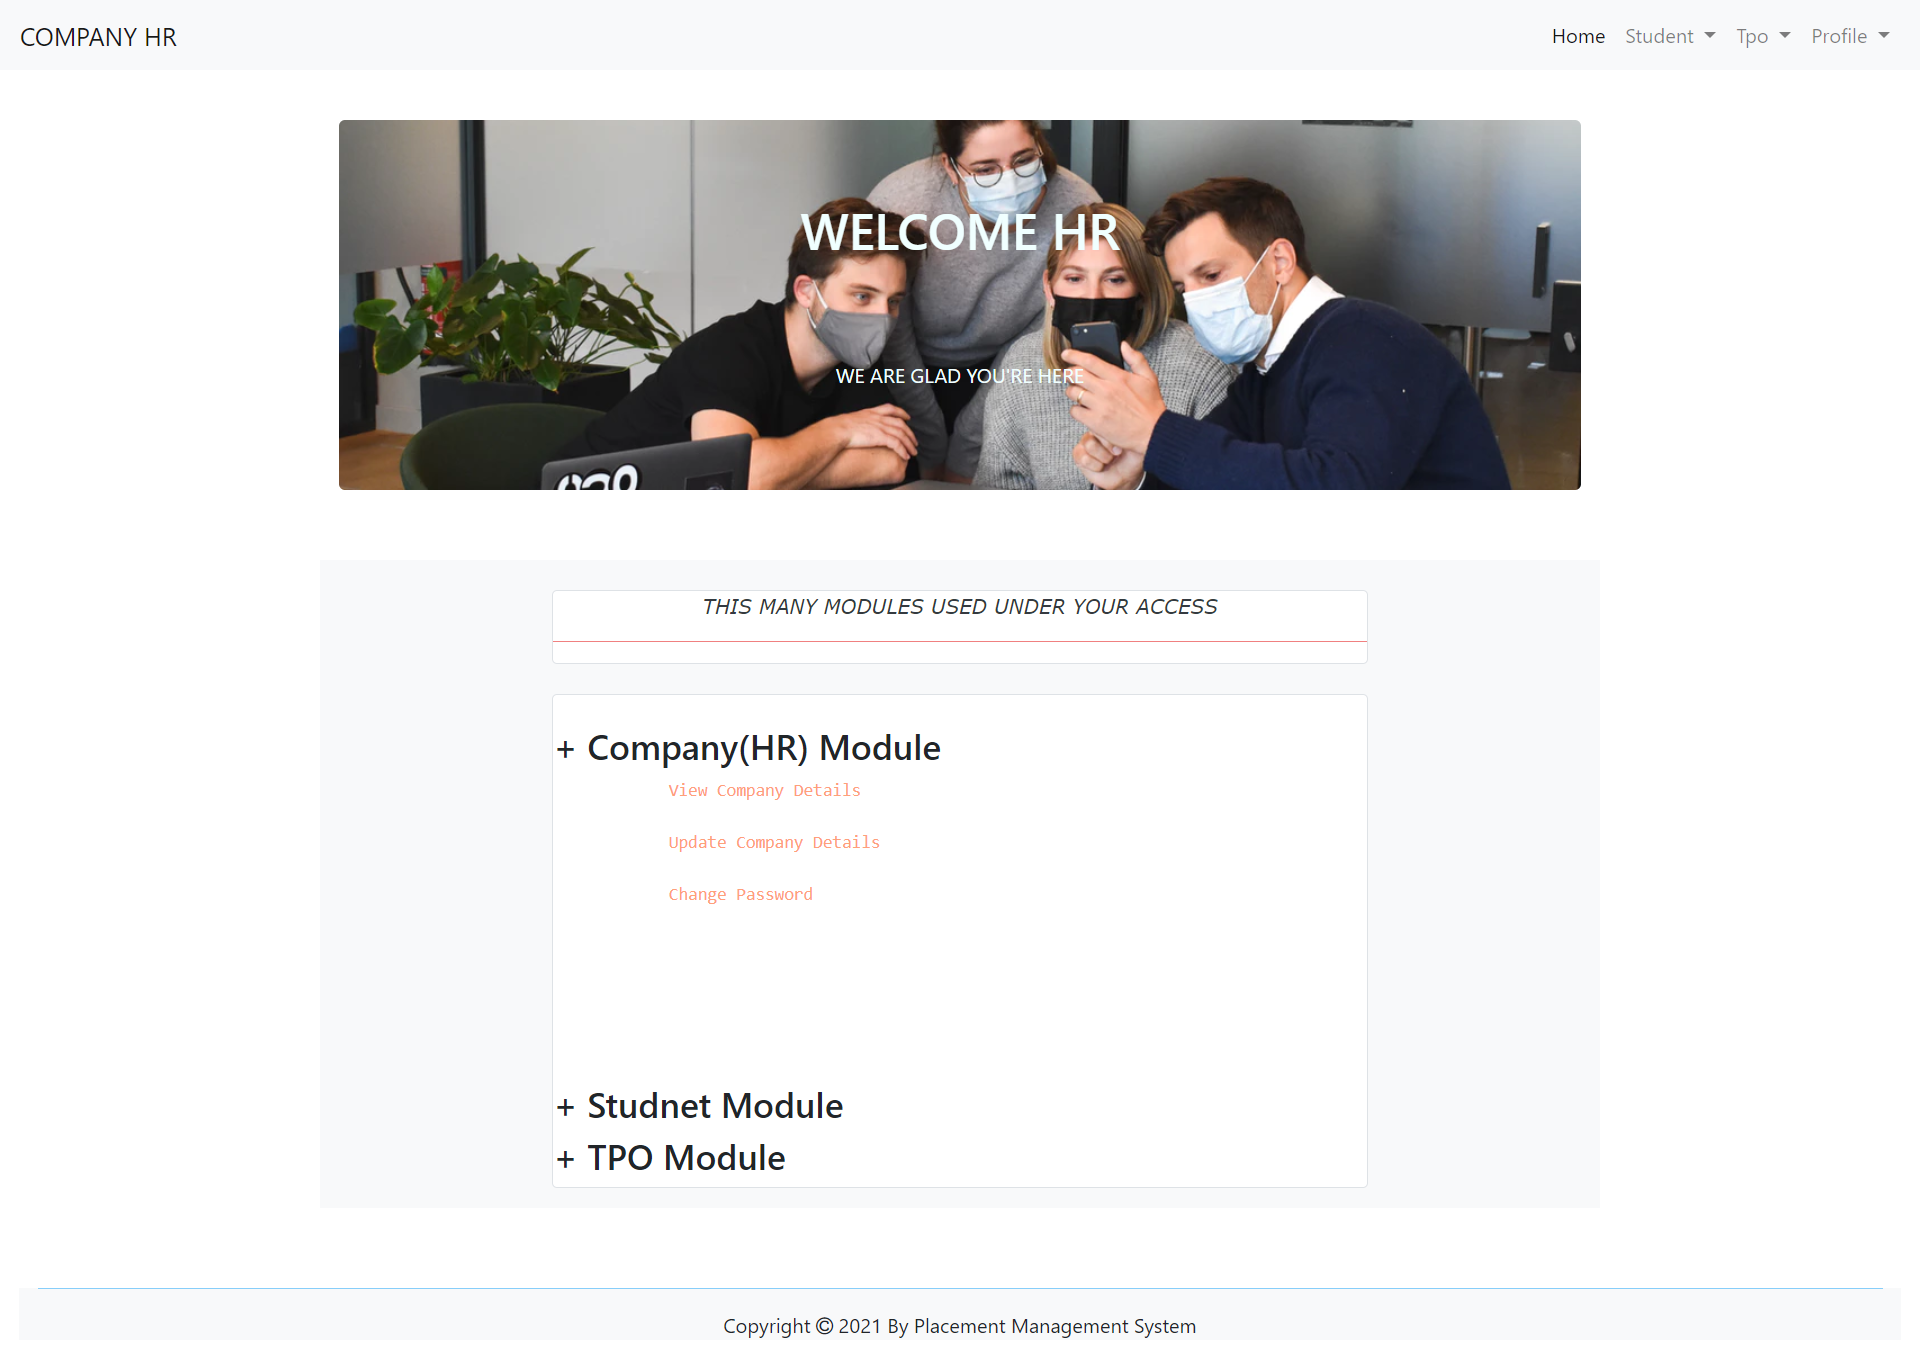 COMPANY HR
Home Student Tpo Profile
WELCOME HR
WE ARE GLAD YOU'RE HERE
THIS MANY MODULES USED UNDER YOUR ACCESS
+ Company(HR) Module
View Company Details
Update Company Details
Change Password
+ Studnet Module
+ TPO Module
Copyright © 2021 By Placement Management System